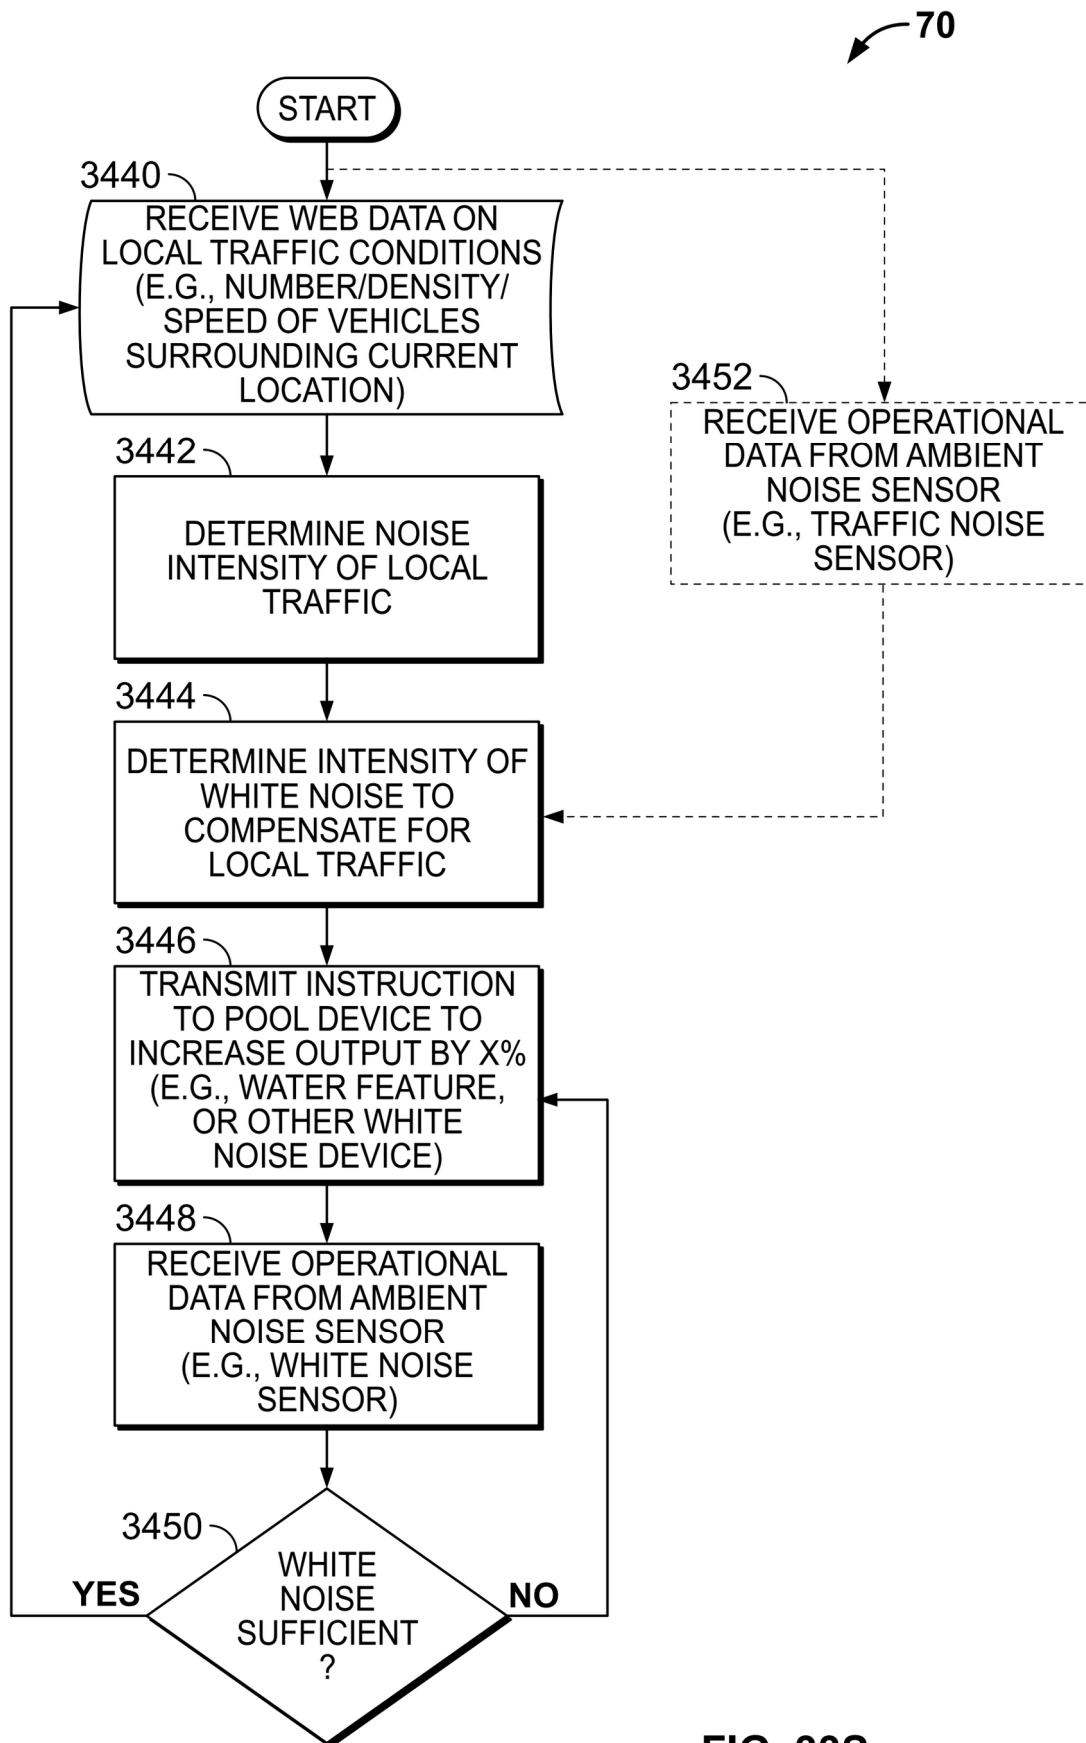 70
START
3440
RECEIVE WEB DATA ON
LOCAL TRAFFIC CONDITIONS
(E.G., NUMBER/DENSITY/
SPEED OF VEHICLES
SURROUNDING CURRENT
LOCATION)
3452
RECEIVE OPERATIONAL
DATA FROM AMBIENT
NOISE SENSOR
(E.G., TRAFFIC NOISE
SENSOR)
3442
DETERMINE NOISE
INTENSITY OF LOCAL
TRAFFIC
3444
DETERMINE INTENSITY OF
WHITE NOISE TO
COMPENSATE FOR
LOCAL TRAFFIC
3446
TRANSMIT INSTRUCTION
TO POOL DEVICE TO
INCREASE OUTPUT BY X%
(E.G., WATER FEATURE,
OR OTHER WHITE
NOISE DEVICE)
3448
RECEIVE OPERATIONAL
DATA FROM AMBIENT
NOISE SENSOR
(E.G., WHITE NOISE
SENSOR)
3450
WHITE
NOISE
SUFFICIENT
?
YES
NO
FIG.